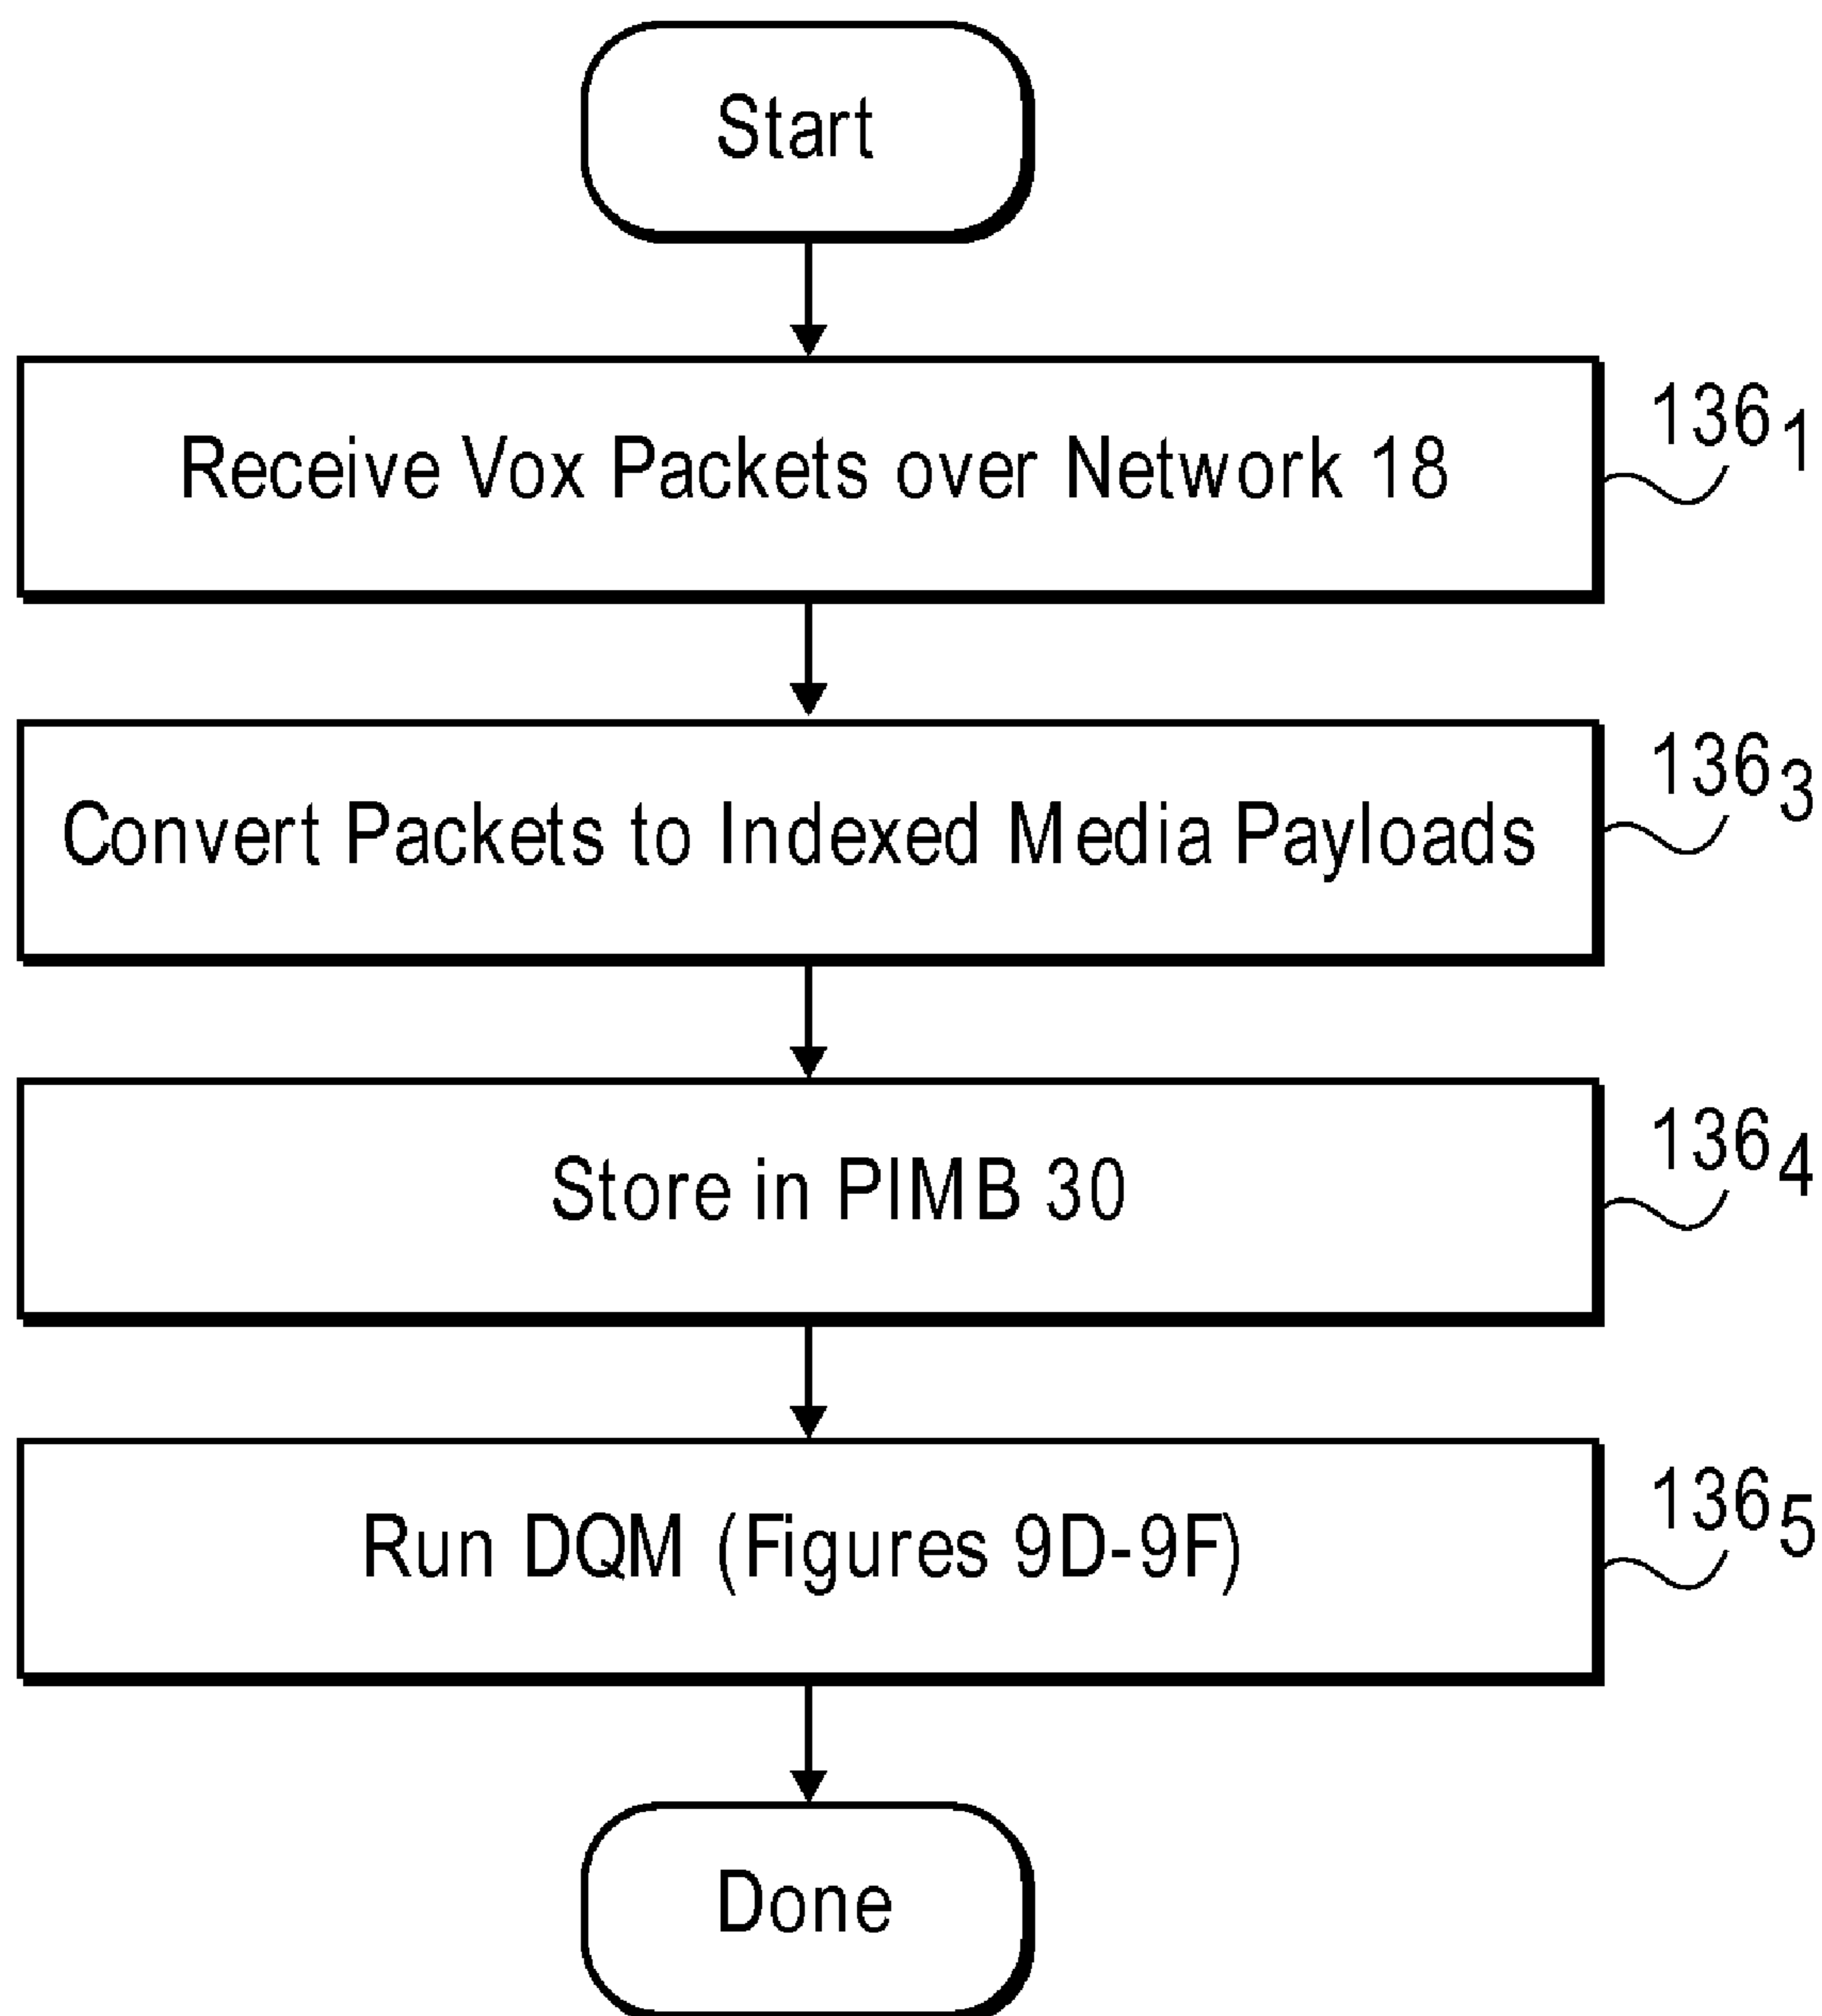 Start
Receive Vox Packets over Network 18
136₁
Convert Packets to Indexed Media Payloads
136₃
Store in PIMB 30
136₄
Run DQM (Figures 9D-9F)
136₅
Done